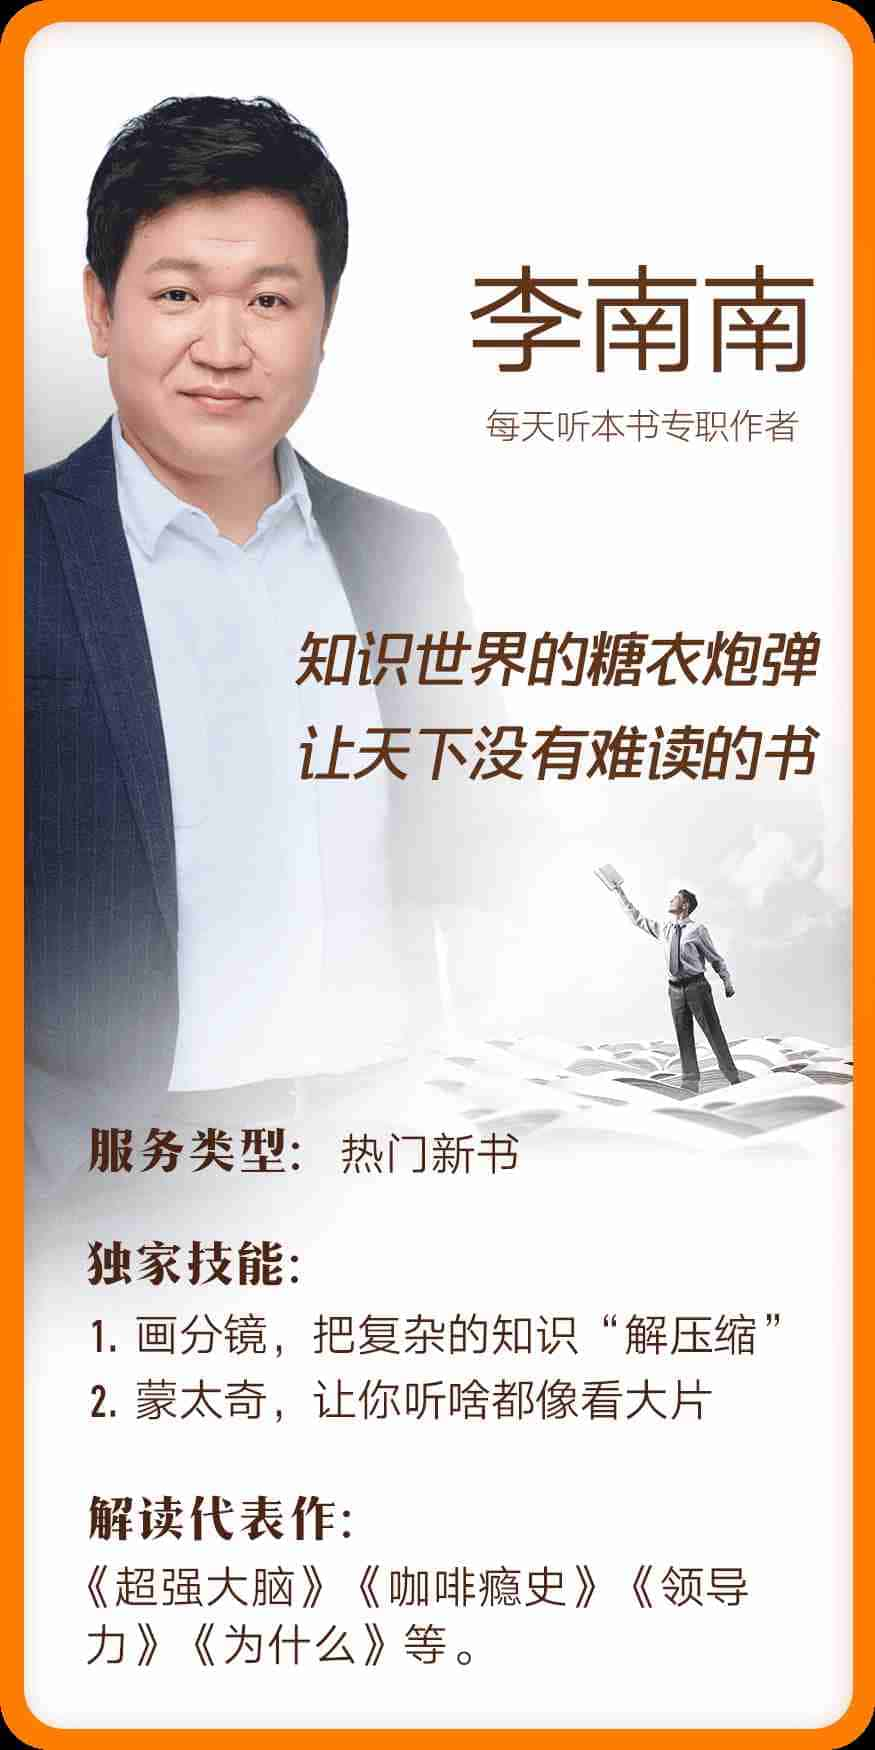 李南南
每天听本书专职作者
知识世界的糖衣炮弹
让天下没有难读的书
服务类型： 热门新书
独家技能：
1. 画分镜，把复杂的知识“解压缩”
2. 蒙太奇，让你听啥都像看大片
解读代表作：
《超强大脑》《咖啡瘾史》《领导
力》《为什么》等。